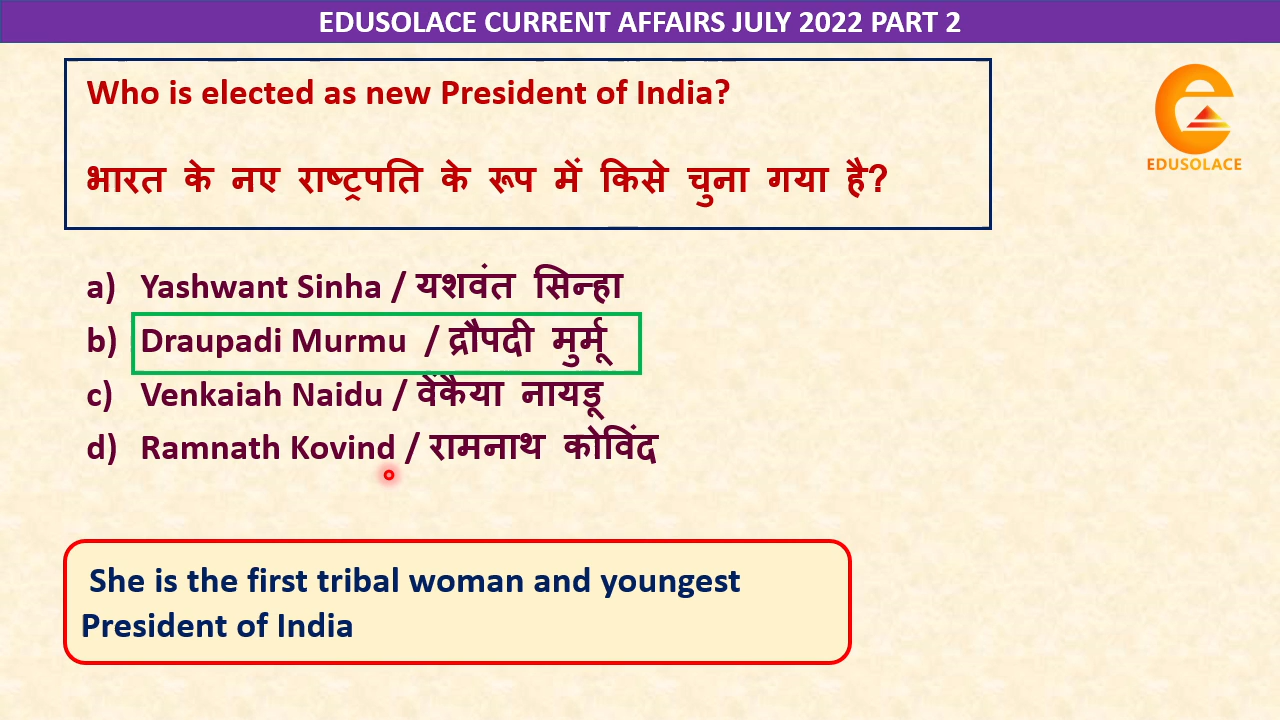 EDUSOLACE CURRENT AFFAIRS JULY 2022 PART 2
Who is elected as new President of India?
भारत के नए राष्ट्रपति के रूप में किसे चुना गया है?
EDUSOLACE
a) Yashwant Sinha / यशवंत सिन्हा
b) Draupadi Murmu / द्रौपदी मुर्मू
c) Venkaiah Naidu / वेंकैया नायडू
d) Ramnath Kovind / रामनाथ कोविंद
She is the first tribal woman and youngest
President of India